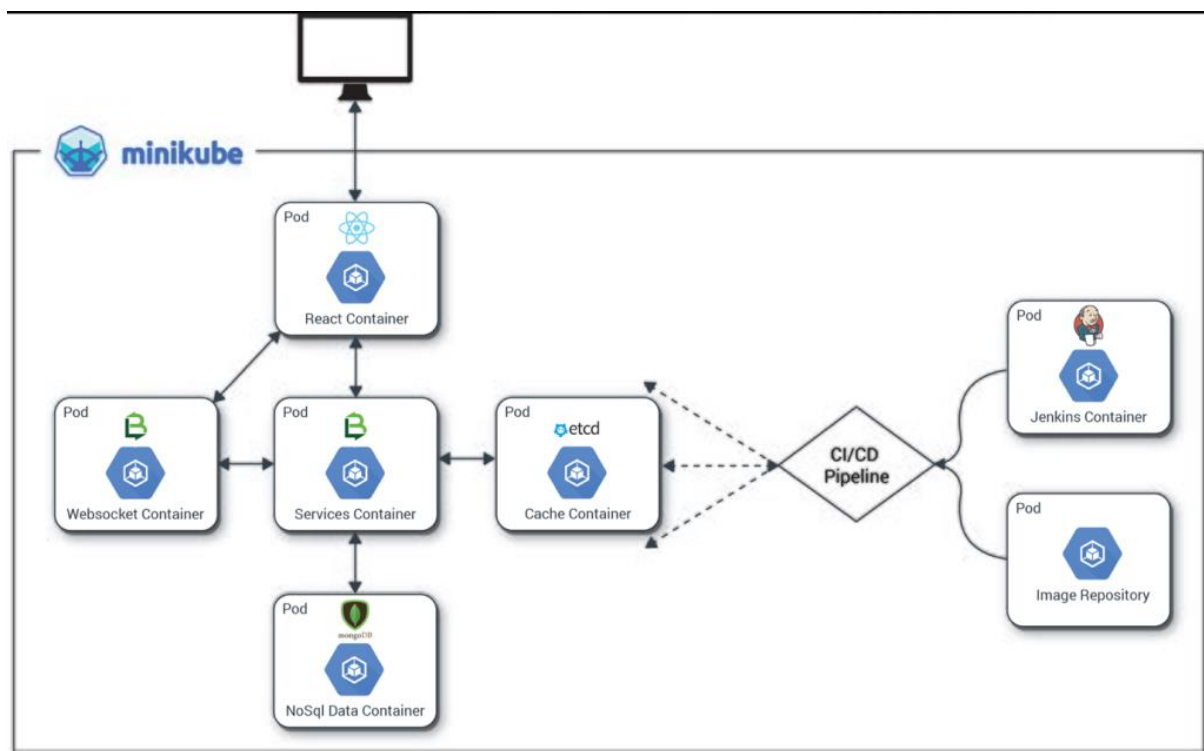 minikube
Pod
React Container
Pod
Websocket Container
Pod
Services Container
Pod
etcd
Cache Container
CI/CD
Pipeline
Pod
Jenkins Container
Pod
Image Repository
Pod
mongoDB
NoSql Data Container